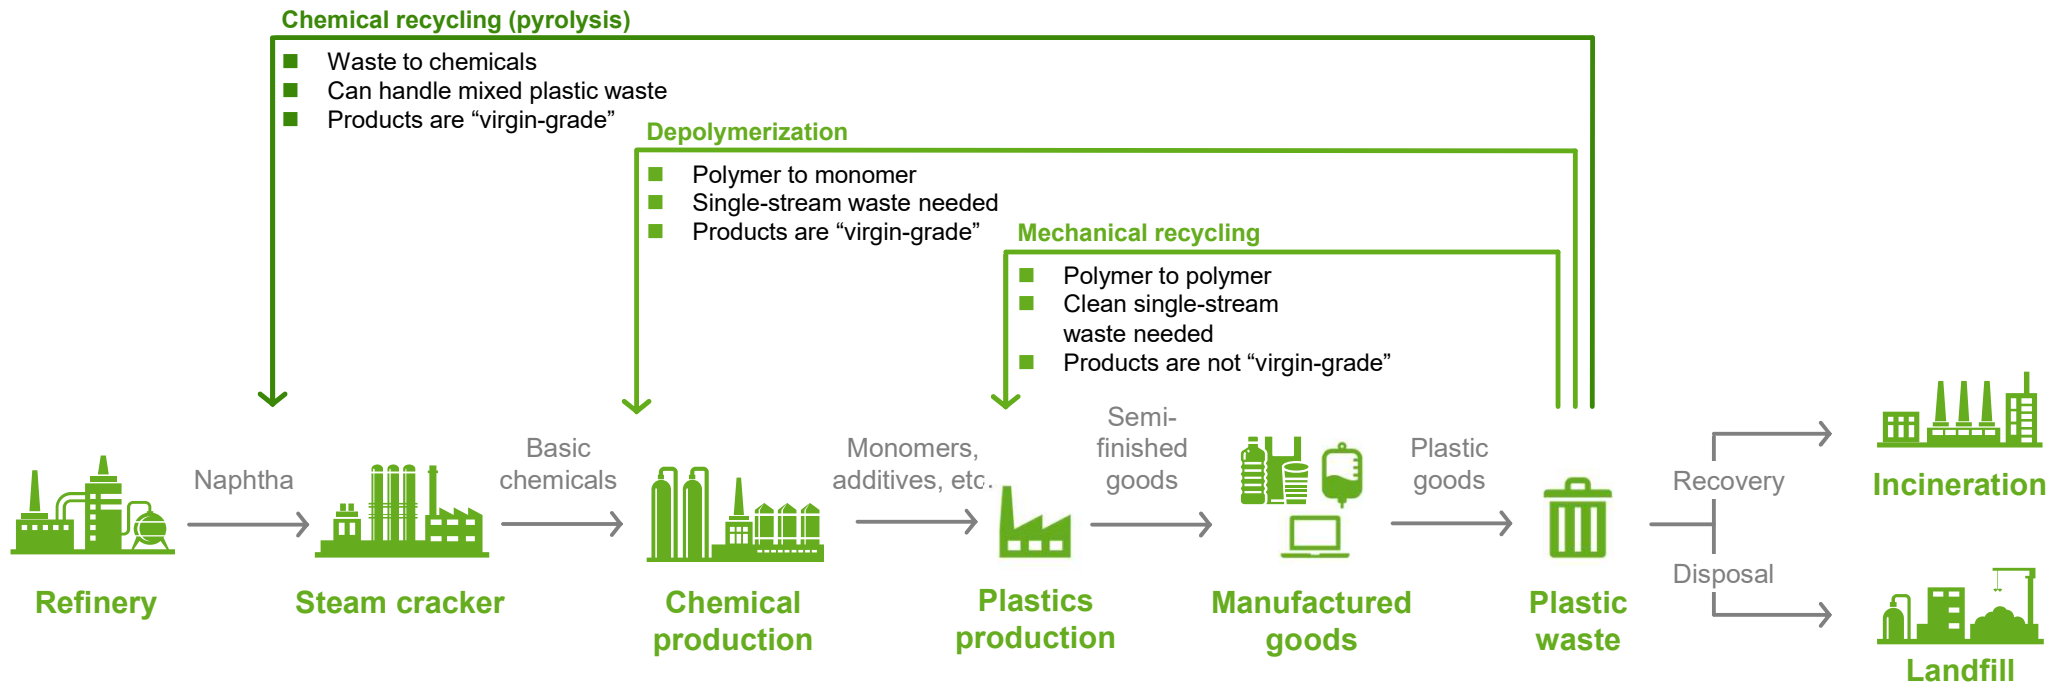 Chemical recycling (pyrolysis)
Waste to chemicals
Can handle mixed plastic waste
Products are “virgin-grade”
Depolymerization
Polymer to monomer
Single-stream waste needed
Products are “virgin-grade”
Mechanical recycling
Polymer to polymer
Clean single-stream
waste needed
Products are not “virgin-grade”
Naphtha
Basic
chemicals
Monomers,
additives, etc.
Semi-
finished
goods
Plastic
goods
Recovery
Disposal
Refinery
Steam cracker
Chemical
production
Plastics
production
Manufactured
goods
Plastic
waste
Incineration
Landfill